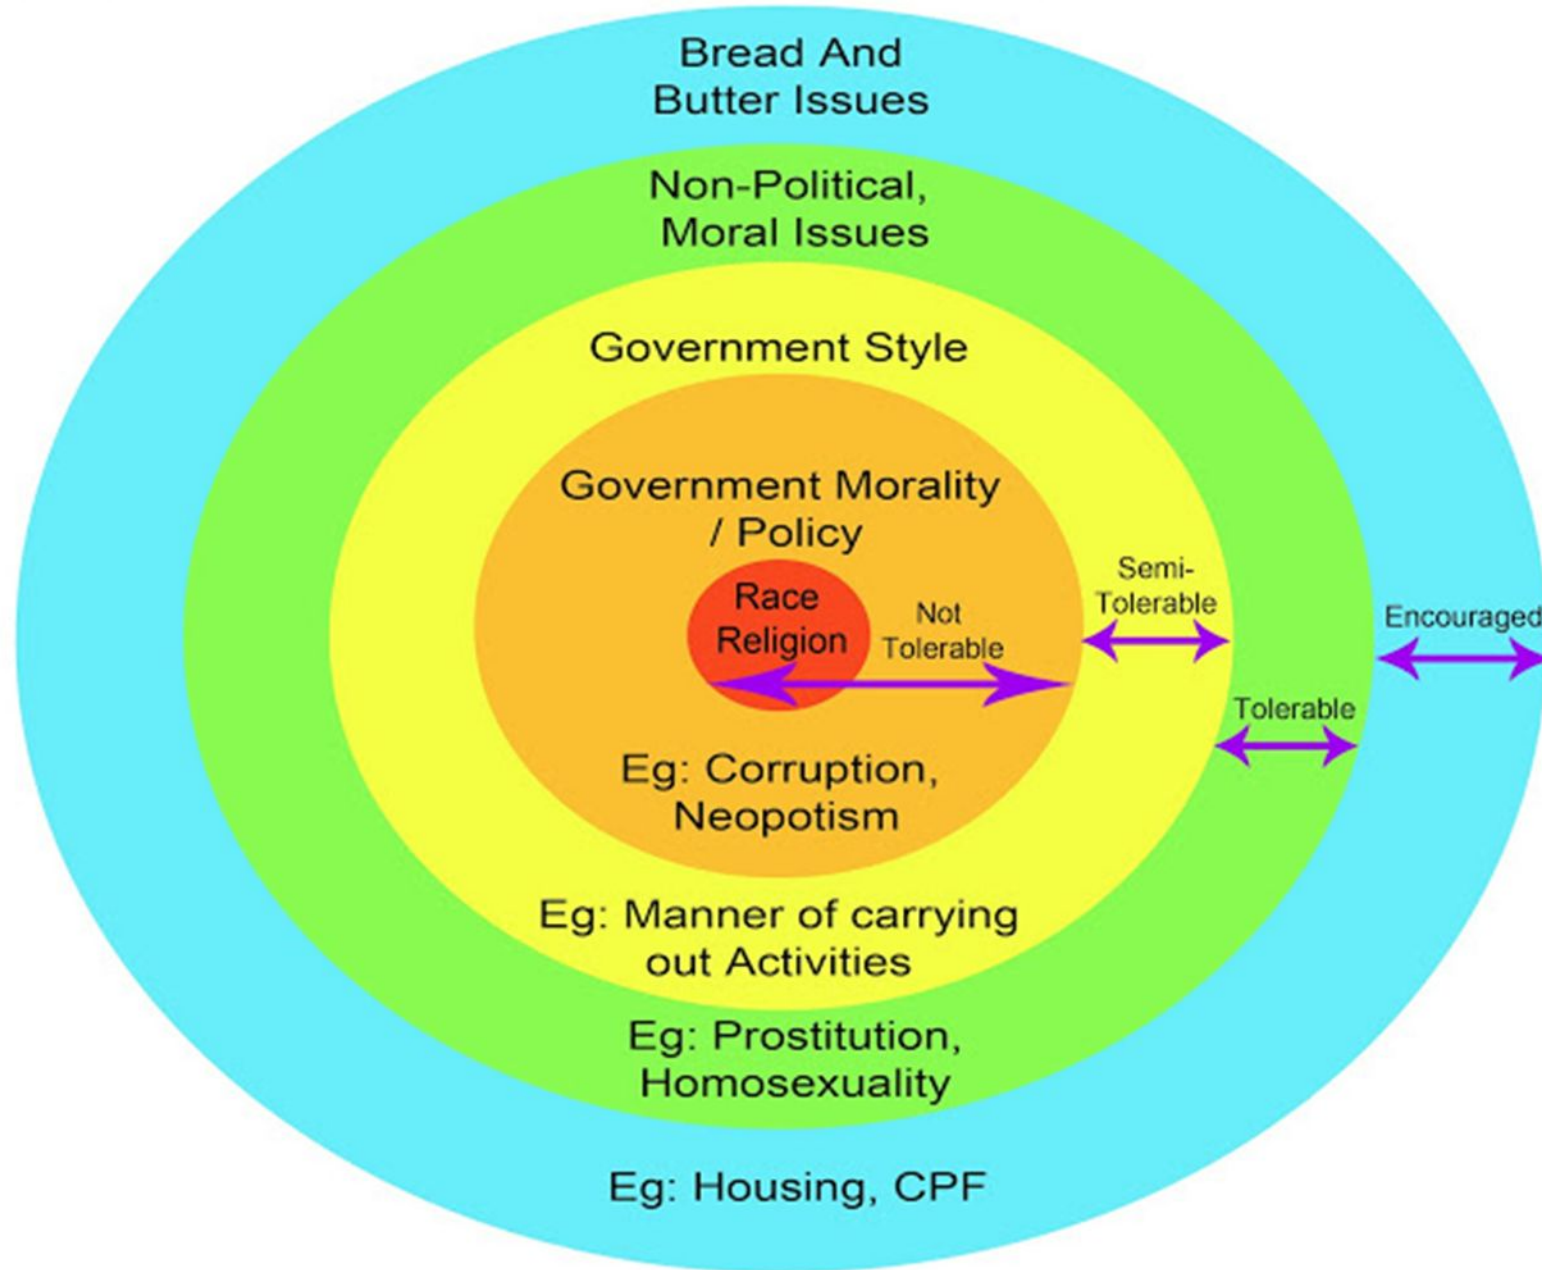 Bread And
Butter Issues
Non-Political,
Moral Issues
Government Style
Government Morality
/ Policy
Race
Religion
Not
Tolerable
Semi-
Tolerable
Encouraged
Tolerable
Eg: Corruption,
Neopotism
Eg: Manner of carrying
out Activities
Eg: Prostitution,
Homosexuality
Eg: Housing, CPF